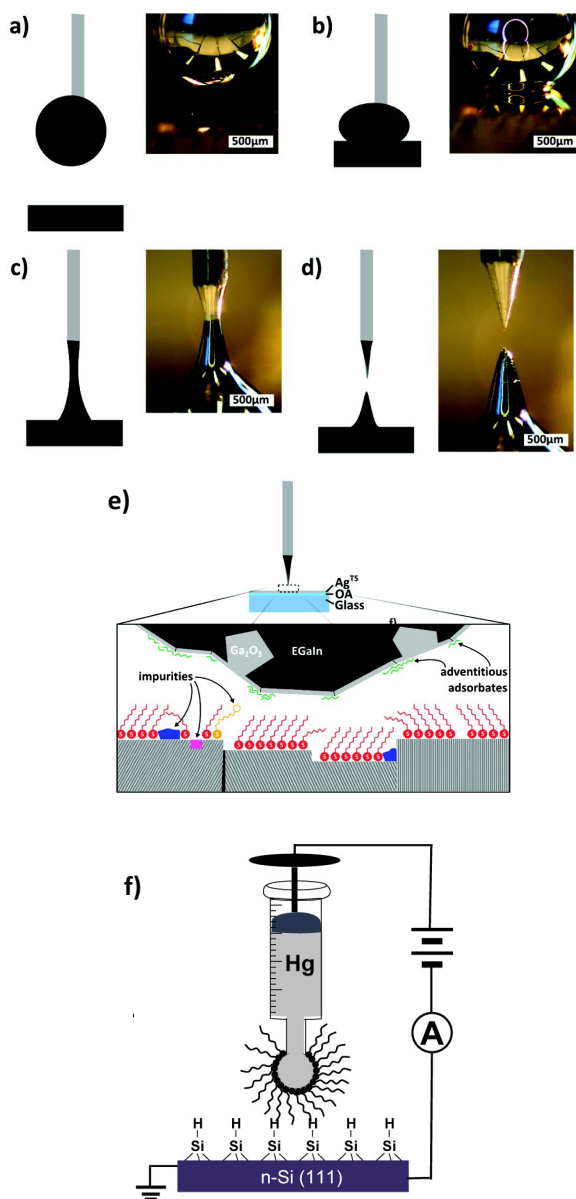 a)
500µm
b)
500µm
c)
500µm
d)
500µm
e)
Ag^TS
OA
Glass
f)
Ga₂O₃
EGaIn
impurities
adventitious
adsorbates
S S S S S S S S S S S S S S S S S S S S S S S S
f)
Hg
A
H H H H H H
Si Si Si Si Si Si
n-Si (111)